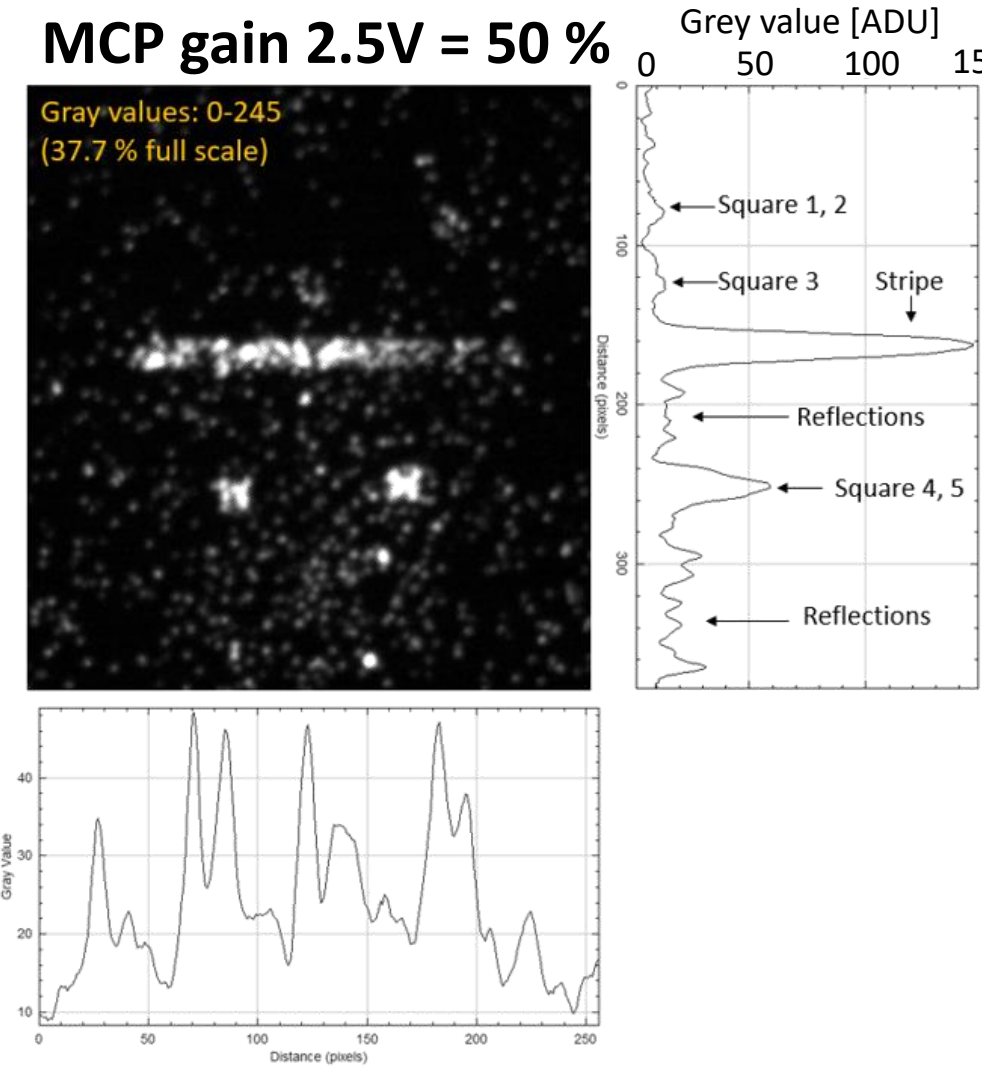 MCP gain 2.5V = 50 %
Grey value [ADU]
0 50 100 15
Gray values: 0-245
(37.7 % full scale)
0
100
200
300
Distance (pixels)
Square 1, 2
Square 3
Stripe
Reflections
Square 4, 5
Reflections
Gray Value
40
30
20
10
0 50 100 150 200 250
Distance (pixels)